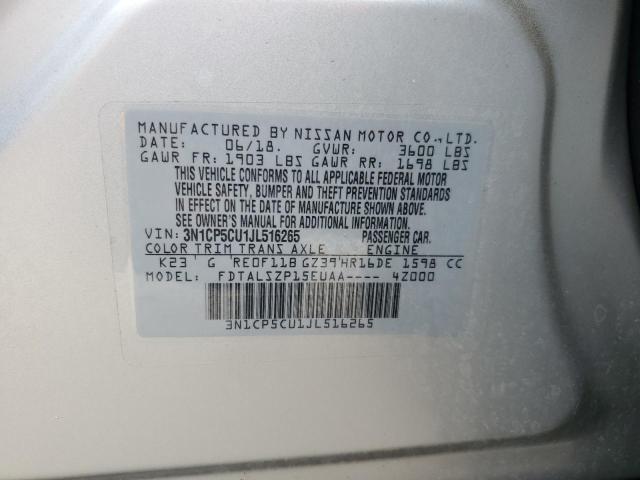 MANUFACTURED BY NISSAN MOTOR CO.,LTD.
DATE: 06/18. GVWR: 3600 LBS
GAWR FR: 1903 LBS GAWR RR: 1698 LBS
THIS VEHICLE CONFORMS TO ALL APPLICABLE FEDERAL MOTOR
VEHICLE SAFETY, BUMPER AND THEFT PREVENTION STANDARDS
IN EFFECT ON THE DATE OF MANUFACTURE SHOWN ABOVE.
SEE OWNER'S MANUAL FOR ADDITIONAL INFORMATION.
VIN: 3N1CP5CU1JL516265 PASSENGER CAR.
COLOR TRIM TRANS AXLE ENGINE
K23 G RE0F11B GZ39 HR16DE 1598 CC
MODEL: FDTALSZP15EUAA---- 4Z000
3N1CP5CU1JL516265